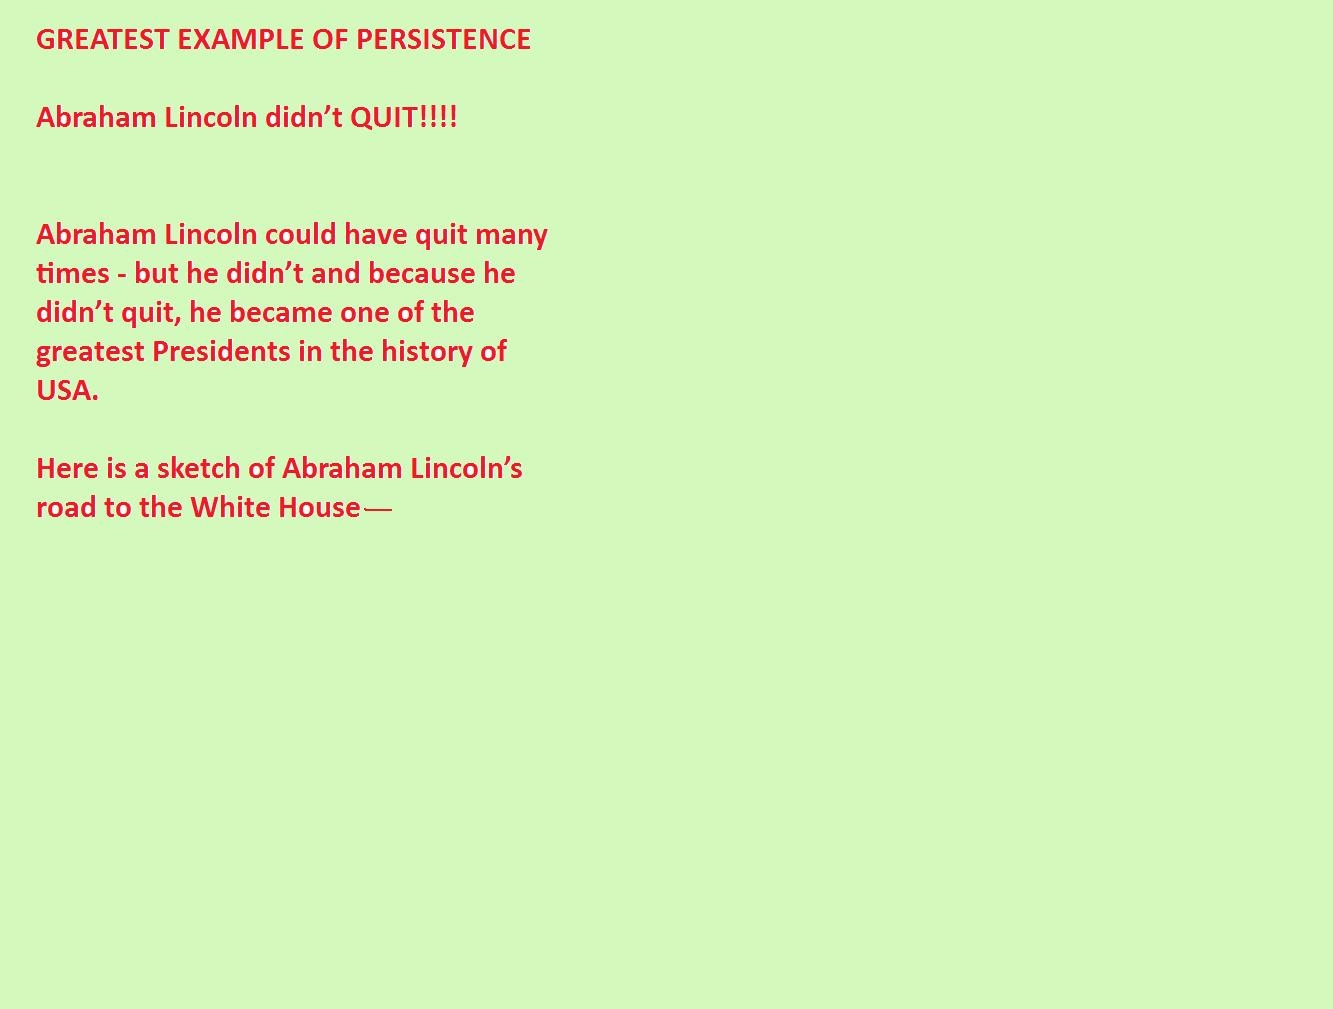 GREATEST EXAMPLE OF PERSISTENCE
Abraham Lincoln didn’t QUIT!!!!
Abraham Lincoln could have quit many
times - but he didn’t and because he
didn’t quit, he became one of the
greatest Presidents in the history of
USA.
Here is a sketch of Abraham Lincoln’s
road to the White House—